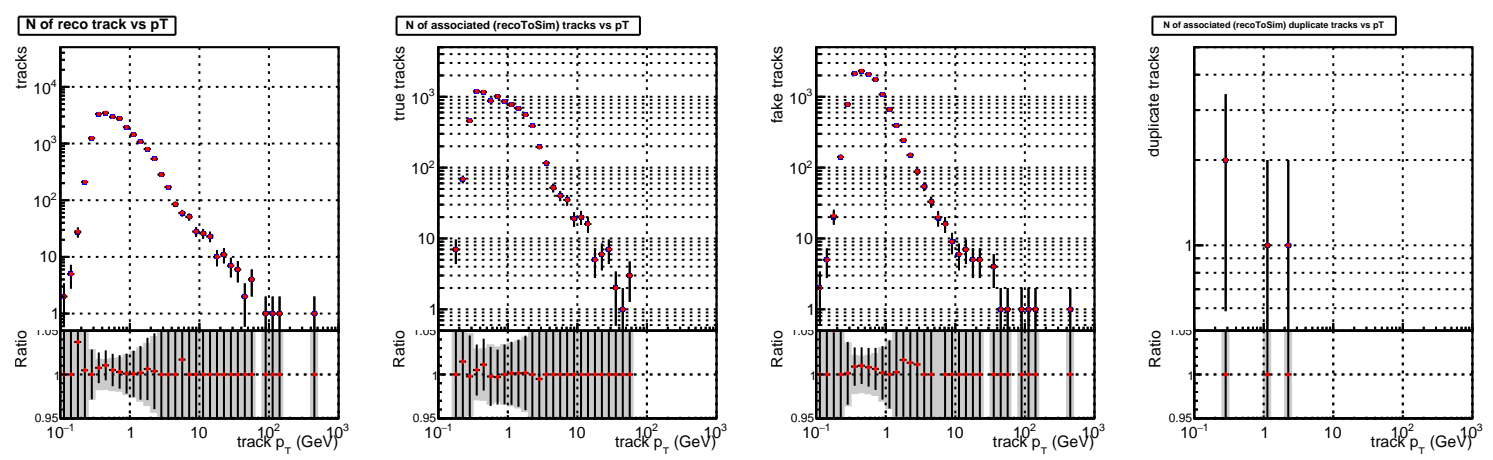 N of reco track vs pT
N of associated (recoToSim) tracks vs pT
N of associated (recoToSim) duplicate tracks vs pT
tracks
10^4
10^3
10^2
10
1
Ratio
1.05
1
0.95
10^-1 1 10 10^2 10^3
track p_T (GeV)
true tracks
10^3
10^2
10
1
Ratio
1.05
1
0.95
10^-1 1 10 10^2 10^3
track p_T (GeV)
fake tracks
10^3
10^2
10
1
Ratio
1.05
1
0.95
10^-1 1 10 10^2 10^3
track p_T (GeV)
duplicate tracks
1
Ratio
1.05
1
0.95
10^-1 1 10 10^2 10^3
track p_T (GeV)